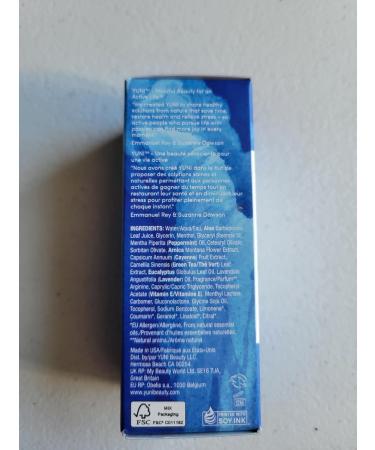 YUNI™ - Mindful Beauty for an
Active Life™
"We created YUNI to share healthy
solutions from nature that save time,
restore health and relieve stress – so
active people who pursue life with
passion can find more joy in every
moment."
Emmanuel Rey & Suzanne Dawson
YUNI™ - Une beauté consciente pour
une vie active
"Nous avons créé YUNI dans le but de
proposer des solutions saines et
naturelles permettant aux personnes
actives de gagner du temps tout en
restaurant leur santé et en diminuant leur
stress pour profiter pleinement de
chaque instant."
Emmanuel Rey & Suzanne Dawson
INGREDIENTS: Water/Aqua/Eau, Aloe Barbadensis
Leaf Juice, Glycerin, Menthol, Glyceryl Stearate SE,
Mentha Piperita (Peppermint) Oil, Cetearyl Olivate,
Sorbitan Olivate, Arnica Montana Flower Extract,
Capsicum Annuum (Cayenne) Fruit Extract,
Camellia Sinensis (Green Tea/Thé Vert) Leaf
Extract, Eucalyptus Globulus Leaf Oil, Lavandula
Angustifolia (Lavender) Oil, Fragrance/Parfum**,
Arginine, Caprylic/Capric Triglyceride, Tocopheryl
Acetate (Vitamin E/Vitamine E), Menthyl Lactate,
Carbomer, Gluconolactone, Glycine Soja Oil,
Tocopherol, Sodium Benzoate, Limonene*,
Coumarin*, Geraniol*, Linalool*, Citral*.
*EU Allergen/Allergène, From natural essential
oils./Provenant d'huiles essentielles naturelles.
**Natural aroma./Arôme naturel
Made in USA/Fabriqué aux États-Unis
Dist. by/par YUNI Beauty LLC
Hermosa Beach CA 90254
UK RP: My Beauty World Ltd, SE16 7JA,
Great Britain
EU RP: Obelis s.a., 1030 Belgium
www.yunibeauty.com
FSC
MIX
Packaging
FSC® C011162
12M
PRINTED WITH
SOY INK